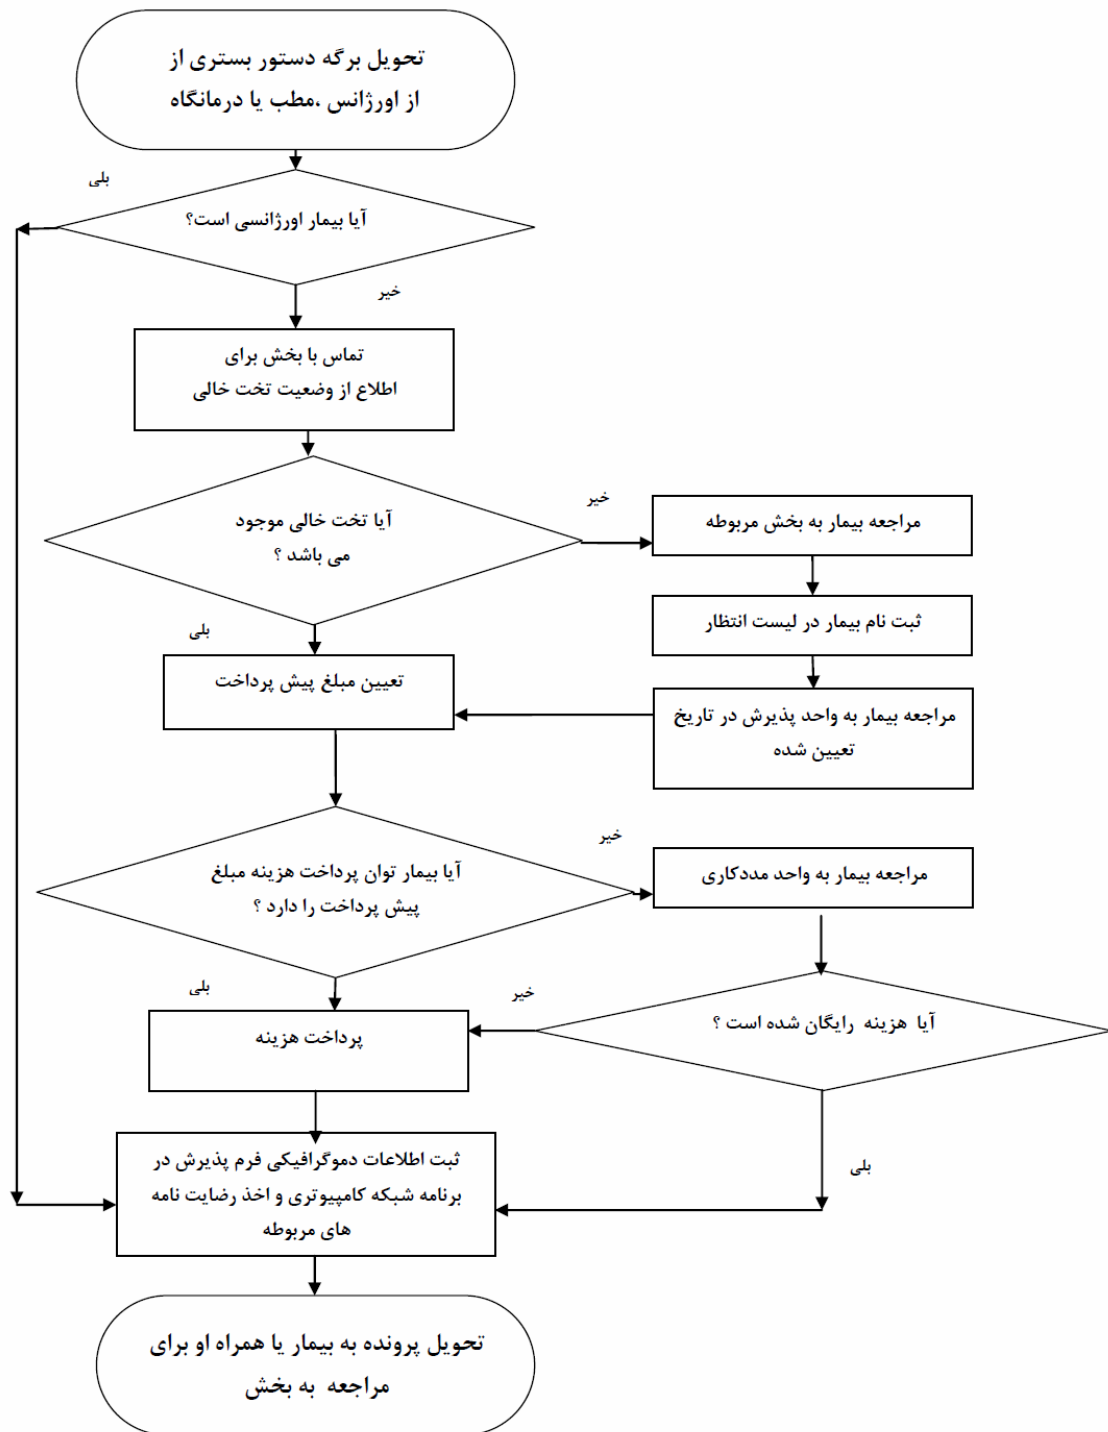 تحویل برگه دستور بستری از
از اورژانس ،مطب یا درمانگاه
بلی
آیا بیمار اورژانسی است؟
خیر
تماس با بخش برای
اطلاع از وضعیت تخت خالی
آیا تخت خالی موجود
می باشد ؟
خیر
مراجعه بیمار به بخش مربوطه
ثبت نام بیمار در لیست انتظار
بلی
تعیین مبلغ پیش پرداخت
مراجعه بیمار به واحد پذیرش در تاریخ
تعیین شده
آیا بیمار توان پرداخت هزینه مبلغ
پیش پرداخت را دارد ؟
خیر
مراجعه بیمار به واحد مددکاری
بلی
خیر
آیا هزینه رایگان شده است ؟
پرداخت هزینه
بلی
ثبت اطلاعات دموگرافیکی فرم پذیرش در
برنامه شبکه کامپیوتری و اخذ رضایت نامه
های مربوطه
تحویل پرونده به بیمار یا همراه او برای
مراجعه به بخش